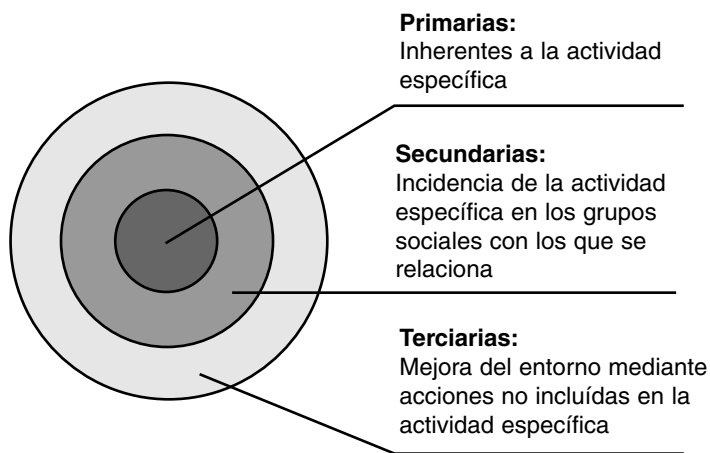 Primarias:
Inherentes a la actividad
específica
Secundarias:
Incidencia de la actividad
específica en los grupos
sociales con los que se
relaciona
Terciarias:
Mejora del entorno mediante
acciones no incluídas en la
actividad específica